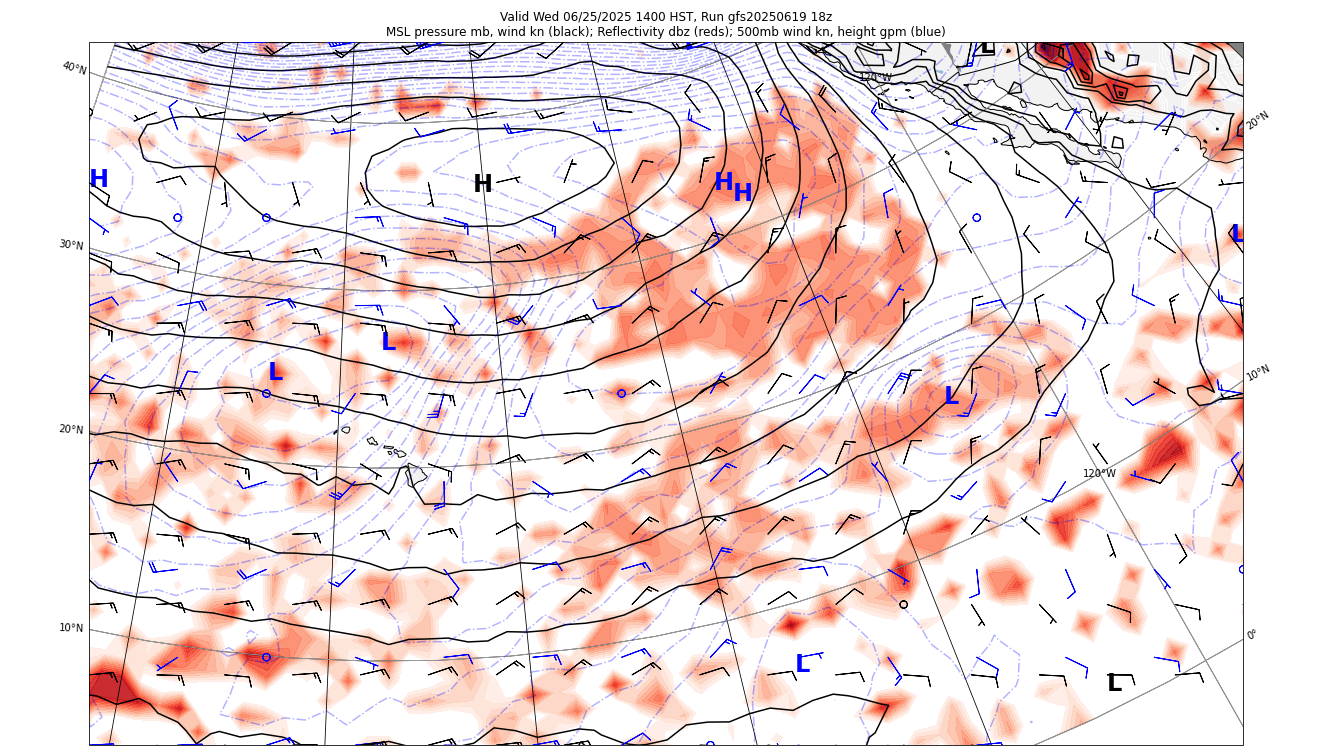 Valid Wed 06/25/2025 1400 HST, Run gfs20250619 18z
MSL pressure mb, wind kn (black); Reflectivity dbz (reds); 500mb wind kn, height gpm (blue)
L
40°N
120°W
20°N
H
H
H
H
L
30°N
L
L
10°N
L
20°N
120°W
10°N
0°
L
L